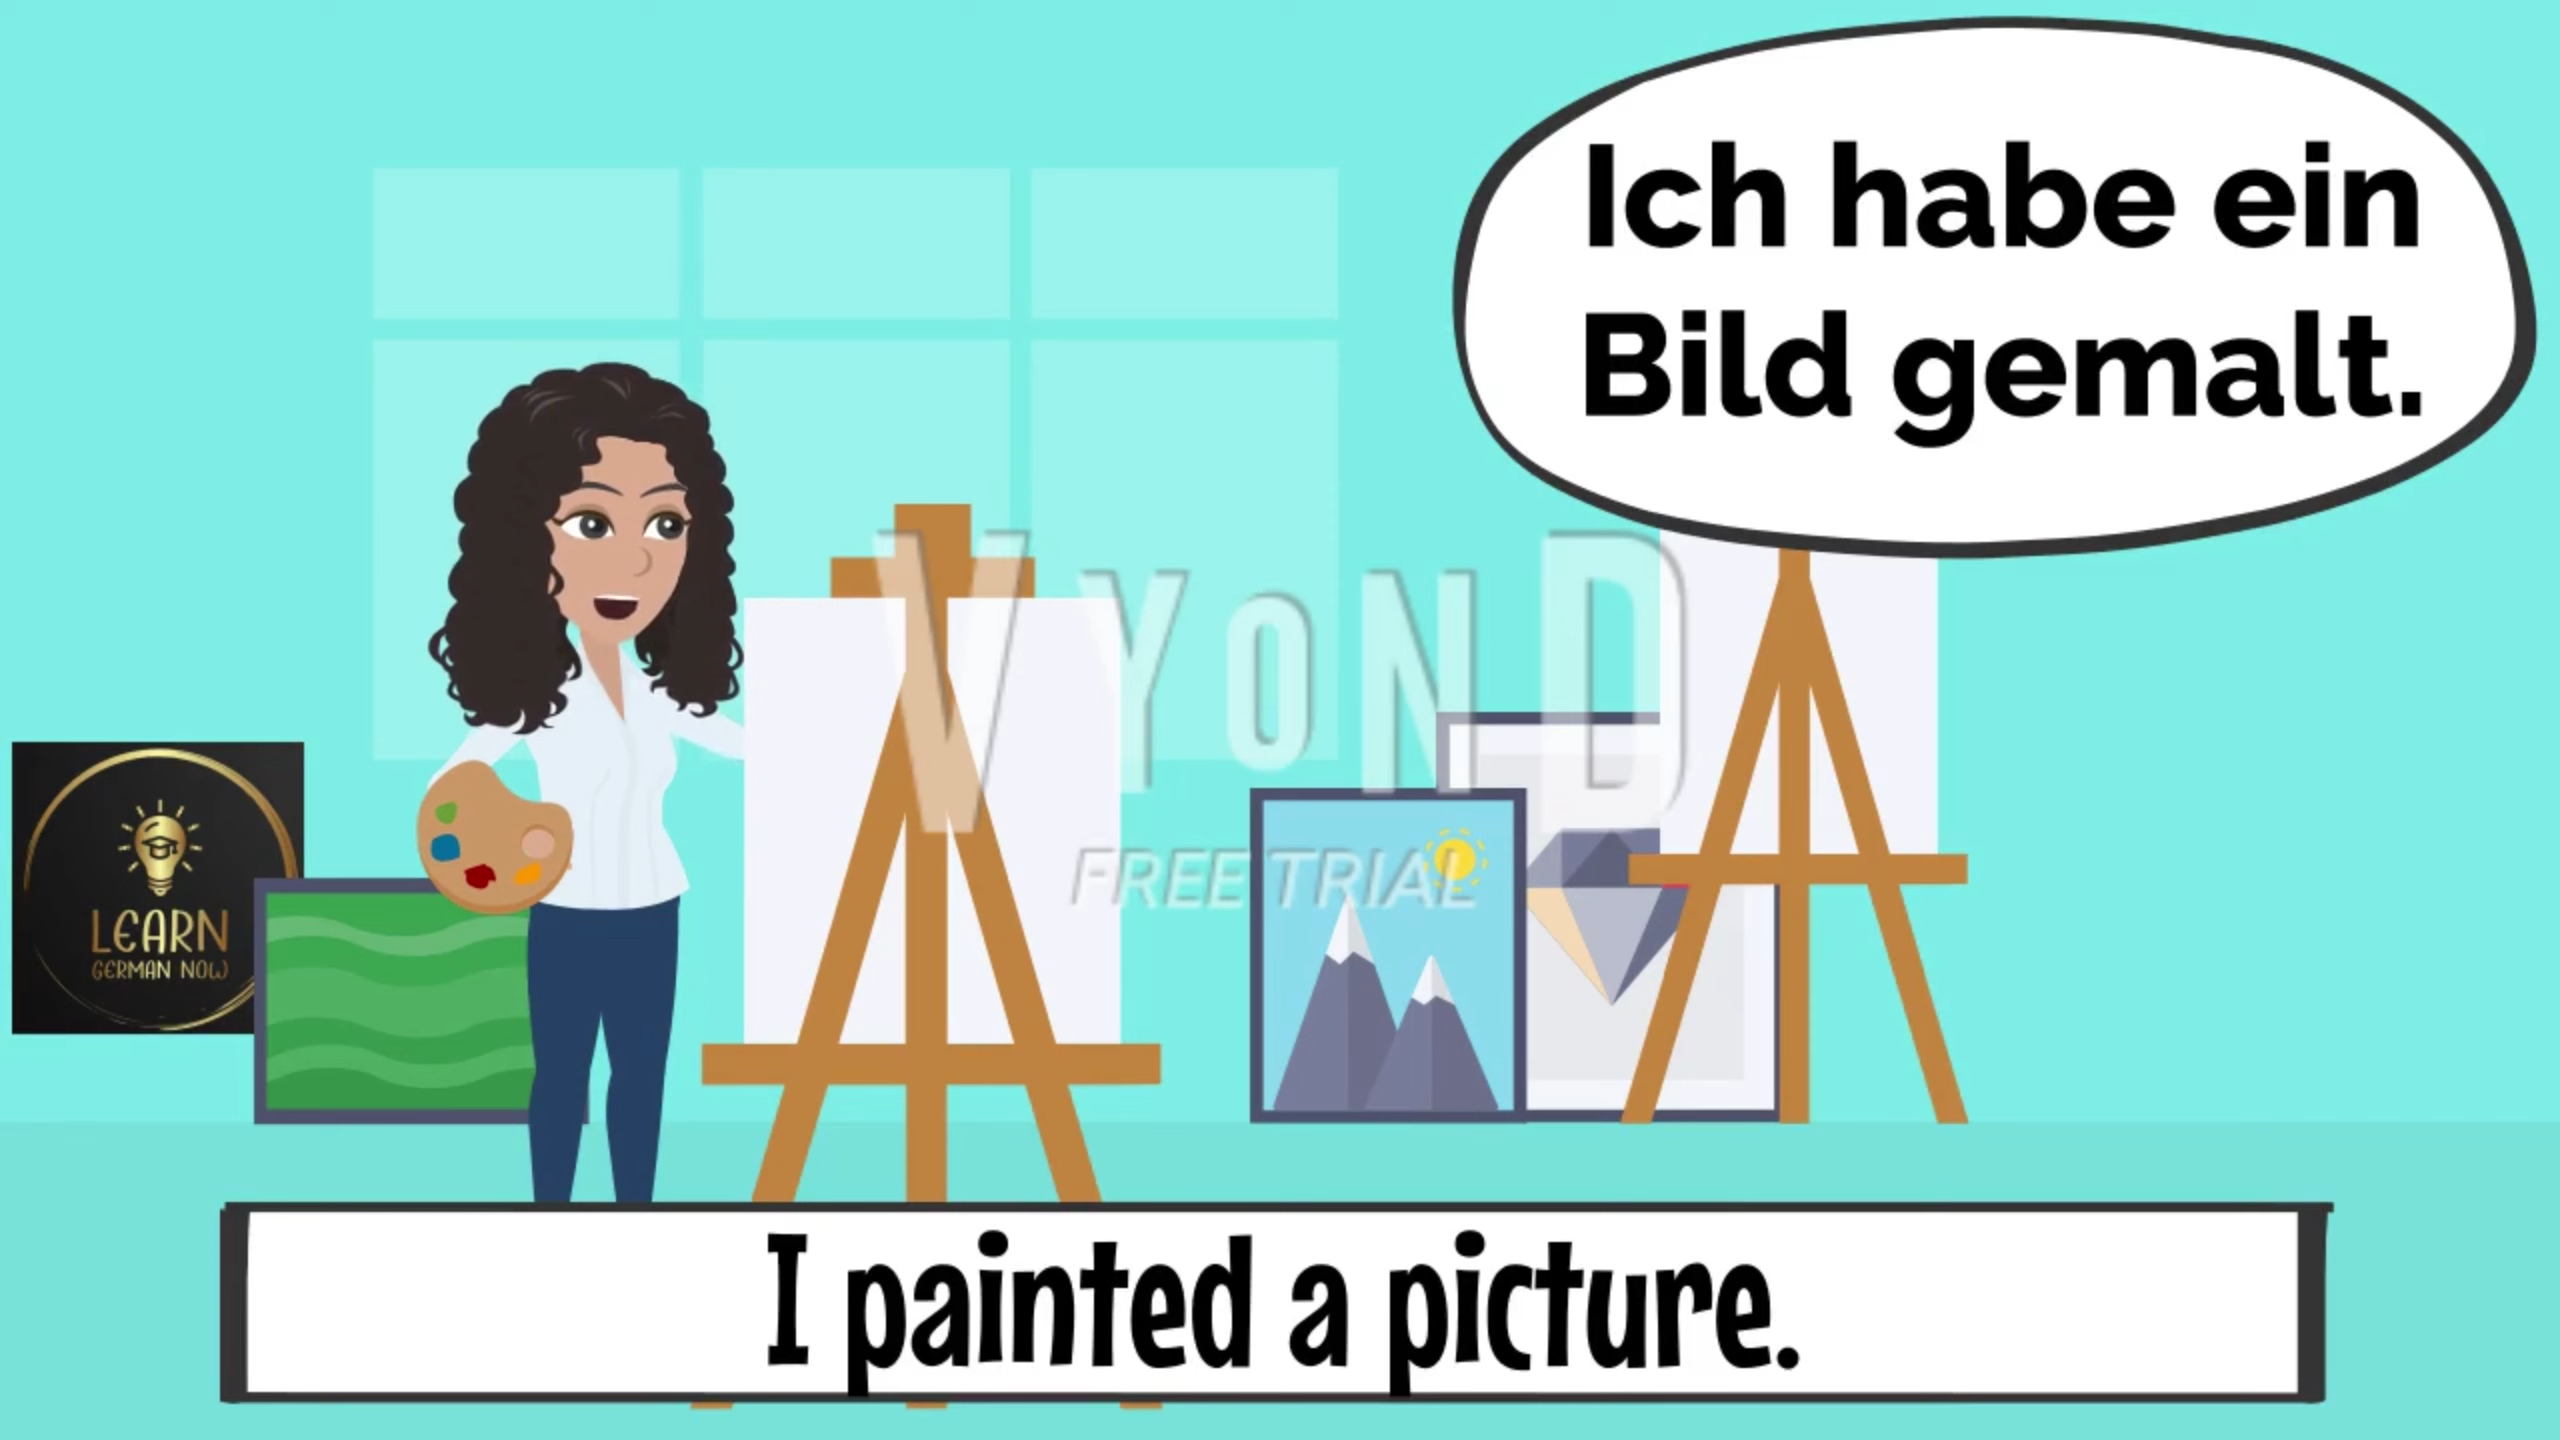 Ich habe ein
Bild gemalt.
VYOND
FREE TRIAL
LEARN
GERMAN NOW
I painted a picture.